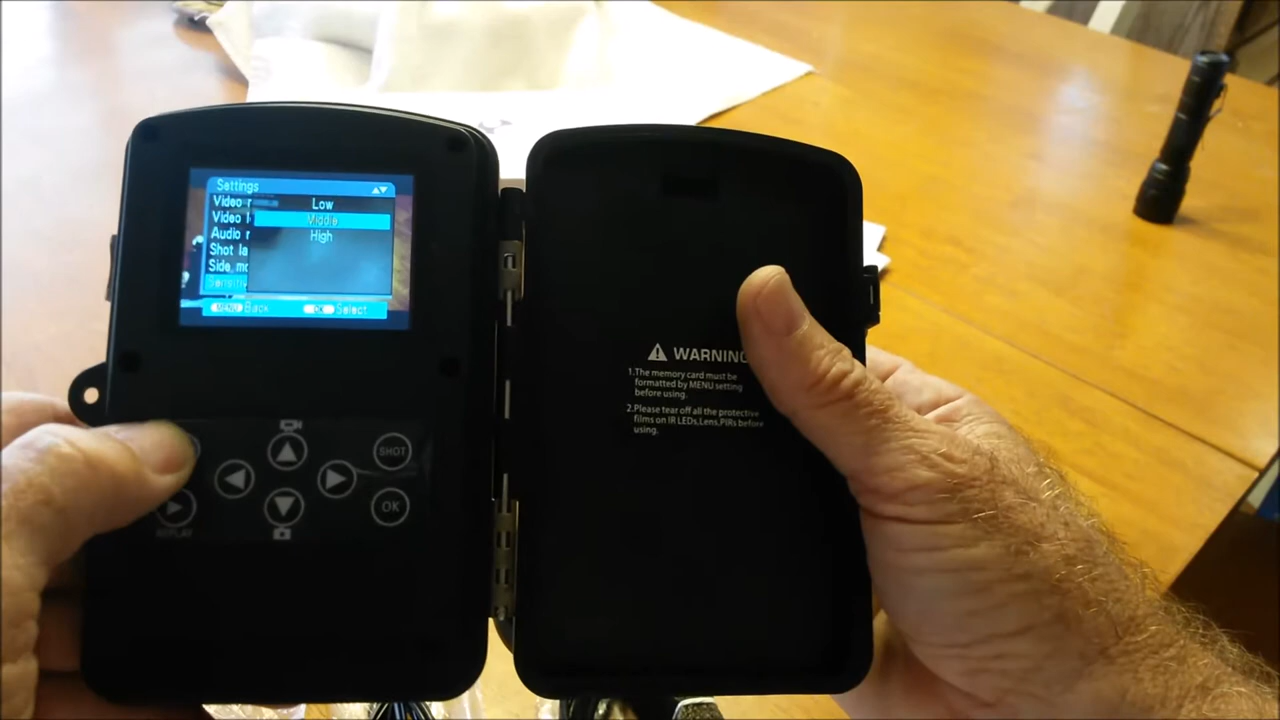 Settings
Video r
Low
Video l
Middle
Audio r
High
Shot la
Side mo
Sensitiv
MENU Back
OK Select
SHOT
OK
REPLAY
WARNING
1.The memory card must be
formatted by MENU setting
before using.
2.Please tear off all the protective
films on IR LEDs,Lens,PIRs before
using.